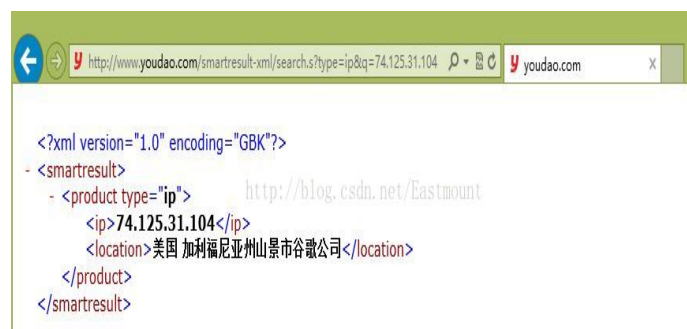 http://www.youdao.com/smartresult-xml/search.s?type=ip&q=74.125.31.104
youdao.com
<?xml version="1.0" encoding="GBK"?>
- <smartresult>
- <product type="ip">
http://blog.csdn.net/Eastmount
<ip>74.125.31.104</ip>
<location>美国 加利福尼亚州山景市谷歌公司</location>
</product>
</smartresult>